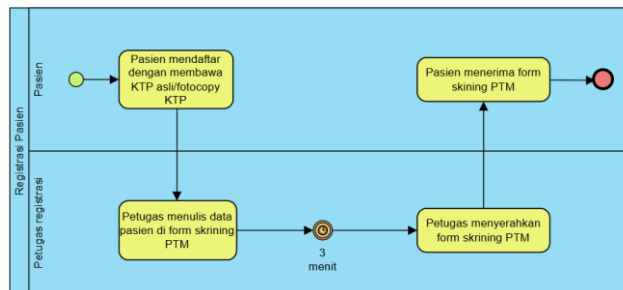 Registrasi Pasien
Pasien
Pasien mendaftar
dengan membawa
KTP asli/fotocopy
KTP
Pasien menerima form
skining PTM
Petugas registrasi
Petugas menulis data
pasien di form skrining
PTM
3
menit
Petugas menyerahkan
form skrining PTM